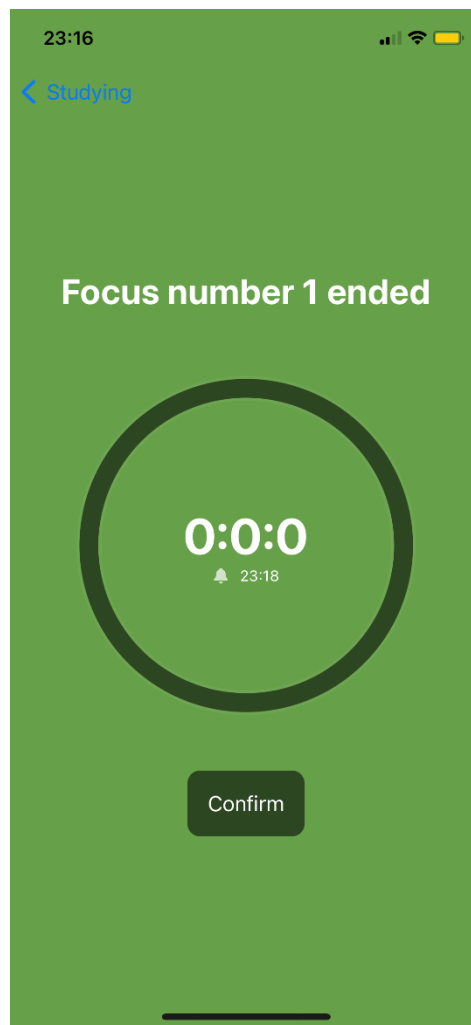 23:16
Studying
Focus number 1 ended
0:0:0
23:18
Confirm